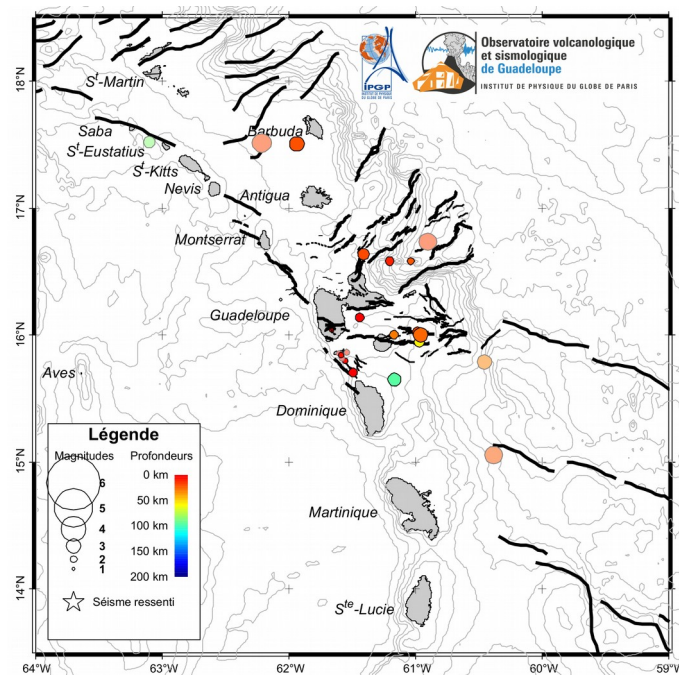 IPGP
INSTITUT DE PHYSIQUE
DU GLOBE DE PARIS
Observatoire volcanologique
et sismologique
de Guadeloupe
INSTITUT DE PHYSIQUE DU GLOBE DE PARIS
18°N
17°N
16°N
15°N
14°N
Sᵗ-Martin
Saba
Sᵗ-Eustatius
Sᵗ-Kitts
Nevis
Barbuda
Antigua
Montserrat
Guadeloupe
Aves
Dominique
Martinique
Sᵗᵉ-Lucie
Légende
Magnitudes
6
5
4
3
2
1
Profondeurs
0 km
50 km
100 km
150 km
200 km
Séisme ressenti
64°W
63°W
62°W
61°W
60°W
59°W